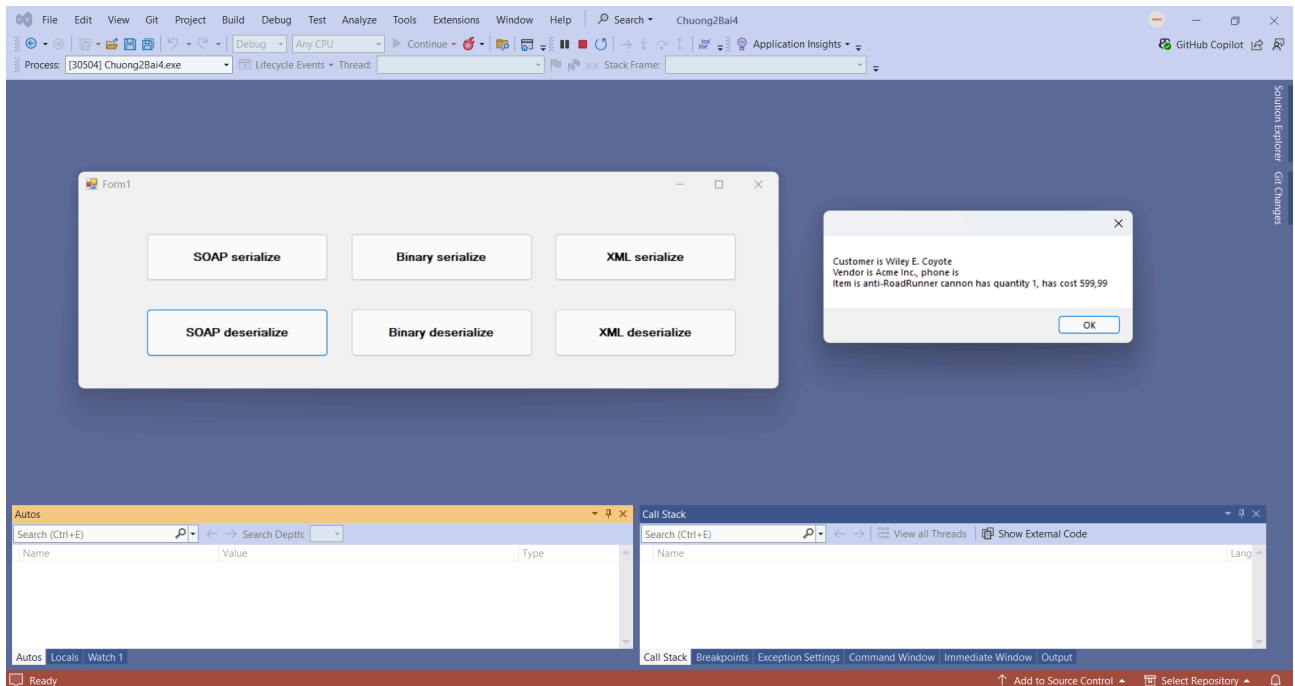 File Edit View Git Project Build Debug Test Analyze Tools Extensions Window Help Search Chuong2Bai4
Debug Any CPU Continue Application Insights GitHub Copilot
Process: [30504] Chuong2Bai4.exe Lifecycle Events Thread: Stack Frame:
Solution Explorer
Git Changes
Form1
SOAP serialize Binary serialize XML serialize
SOAP deserialize Binary deserialize XML deserialize
Customer is Wiley E. Coyote
Vendor is Acme Inc., phone is
Item is anti-RoadRunner cannon has quantity 1, has cost 599,99
OK
Autos
Search (Ctrl+E) Search Depth:
Name Value Type
Autos Locals Watch 1
Call Stack
Search (Ctrl+E) View all Threads Show External Code
Name Lang
Call Stack Breakpoints Exception Settings Command Window Immediate Window Output
Ready Add to Source Control Select Repository